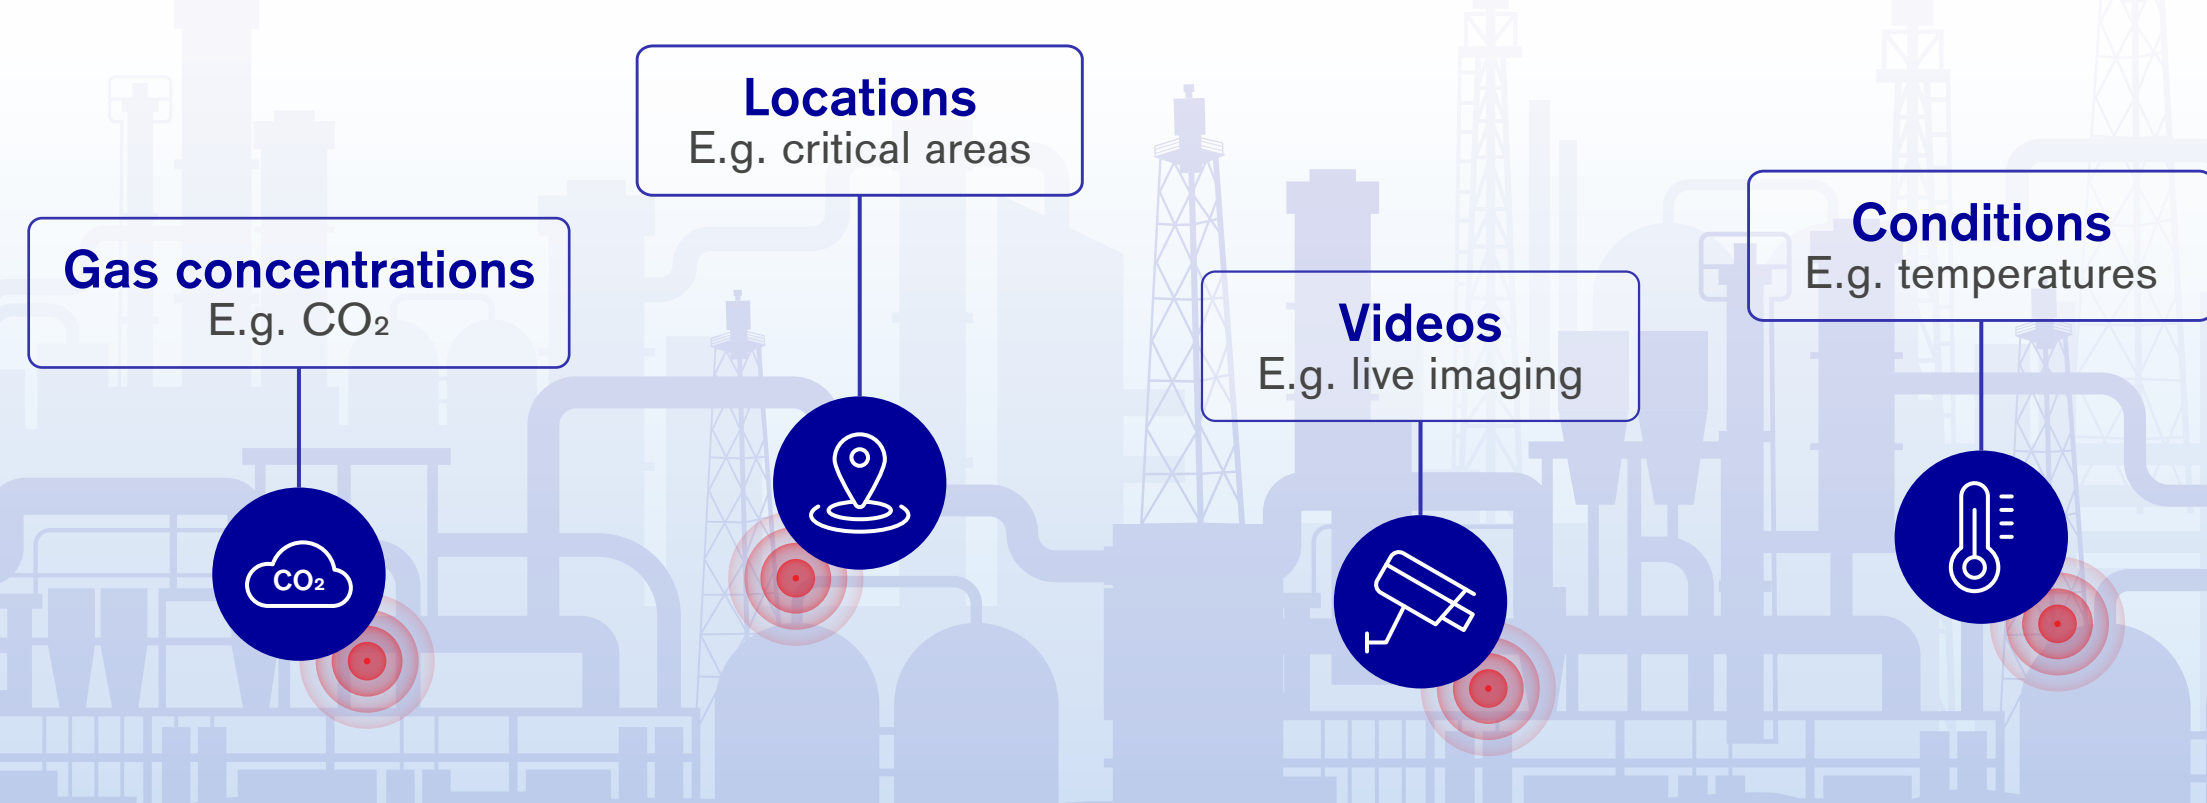 Locations
E.g. critical areas
Gas concentrations
E.g. CO₂
Videos
E.g. live imaging
Conditions
E.g. temperatures
CO₂